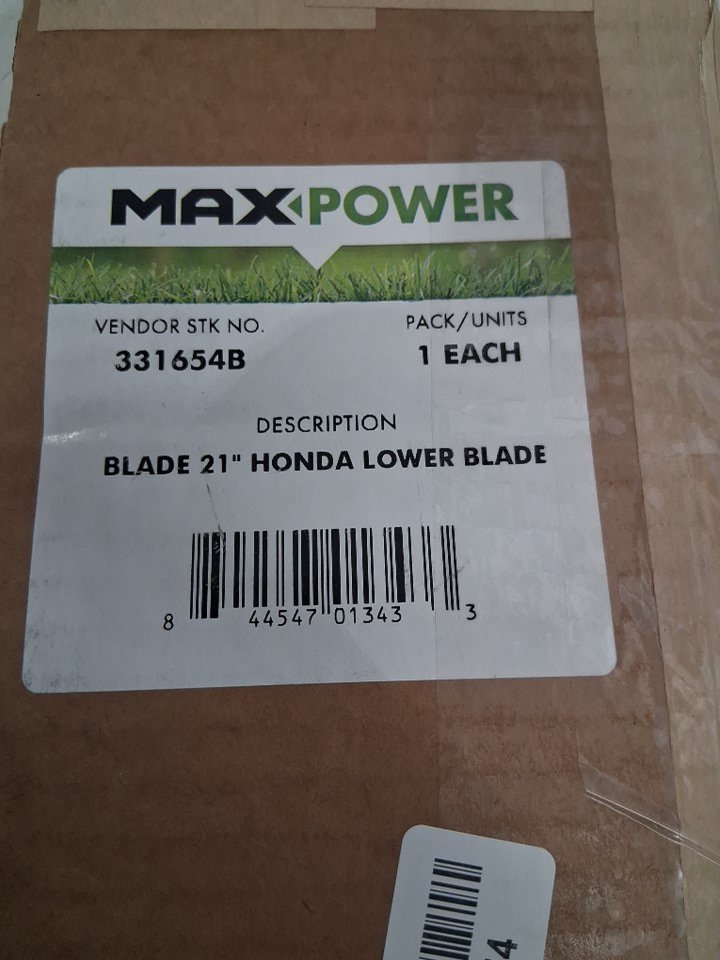 MAX POWER
VENDOR STK NO. PACK/UNITS
331654B 1 EACH
DESCRIPTION
BLADE 21" HONDA LOWER BLADE
8 44547 01343 3
4